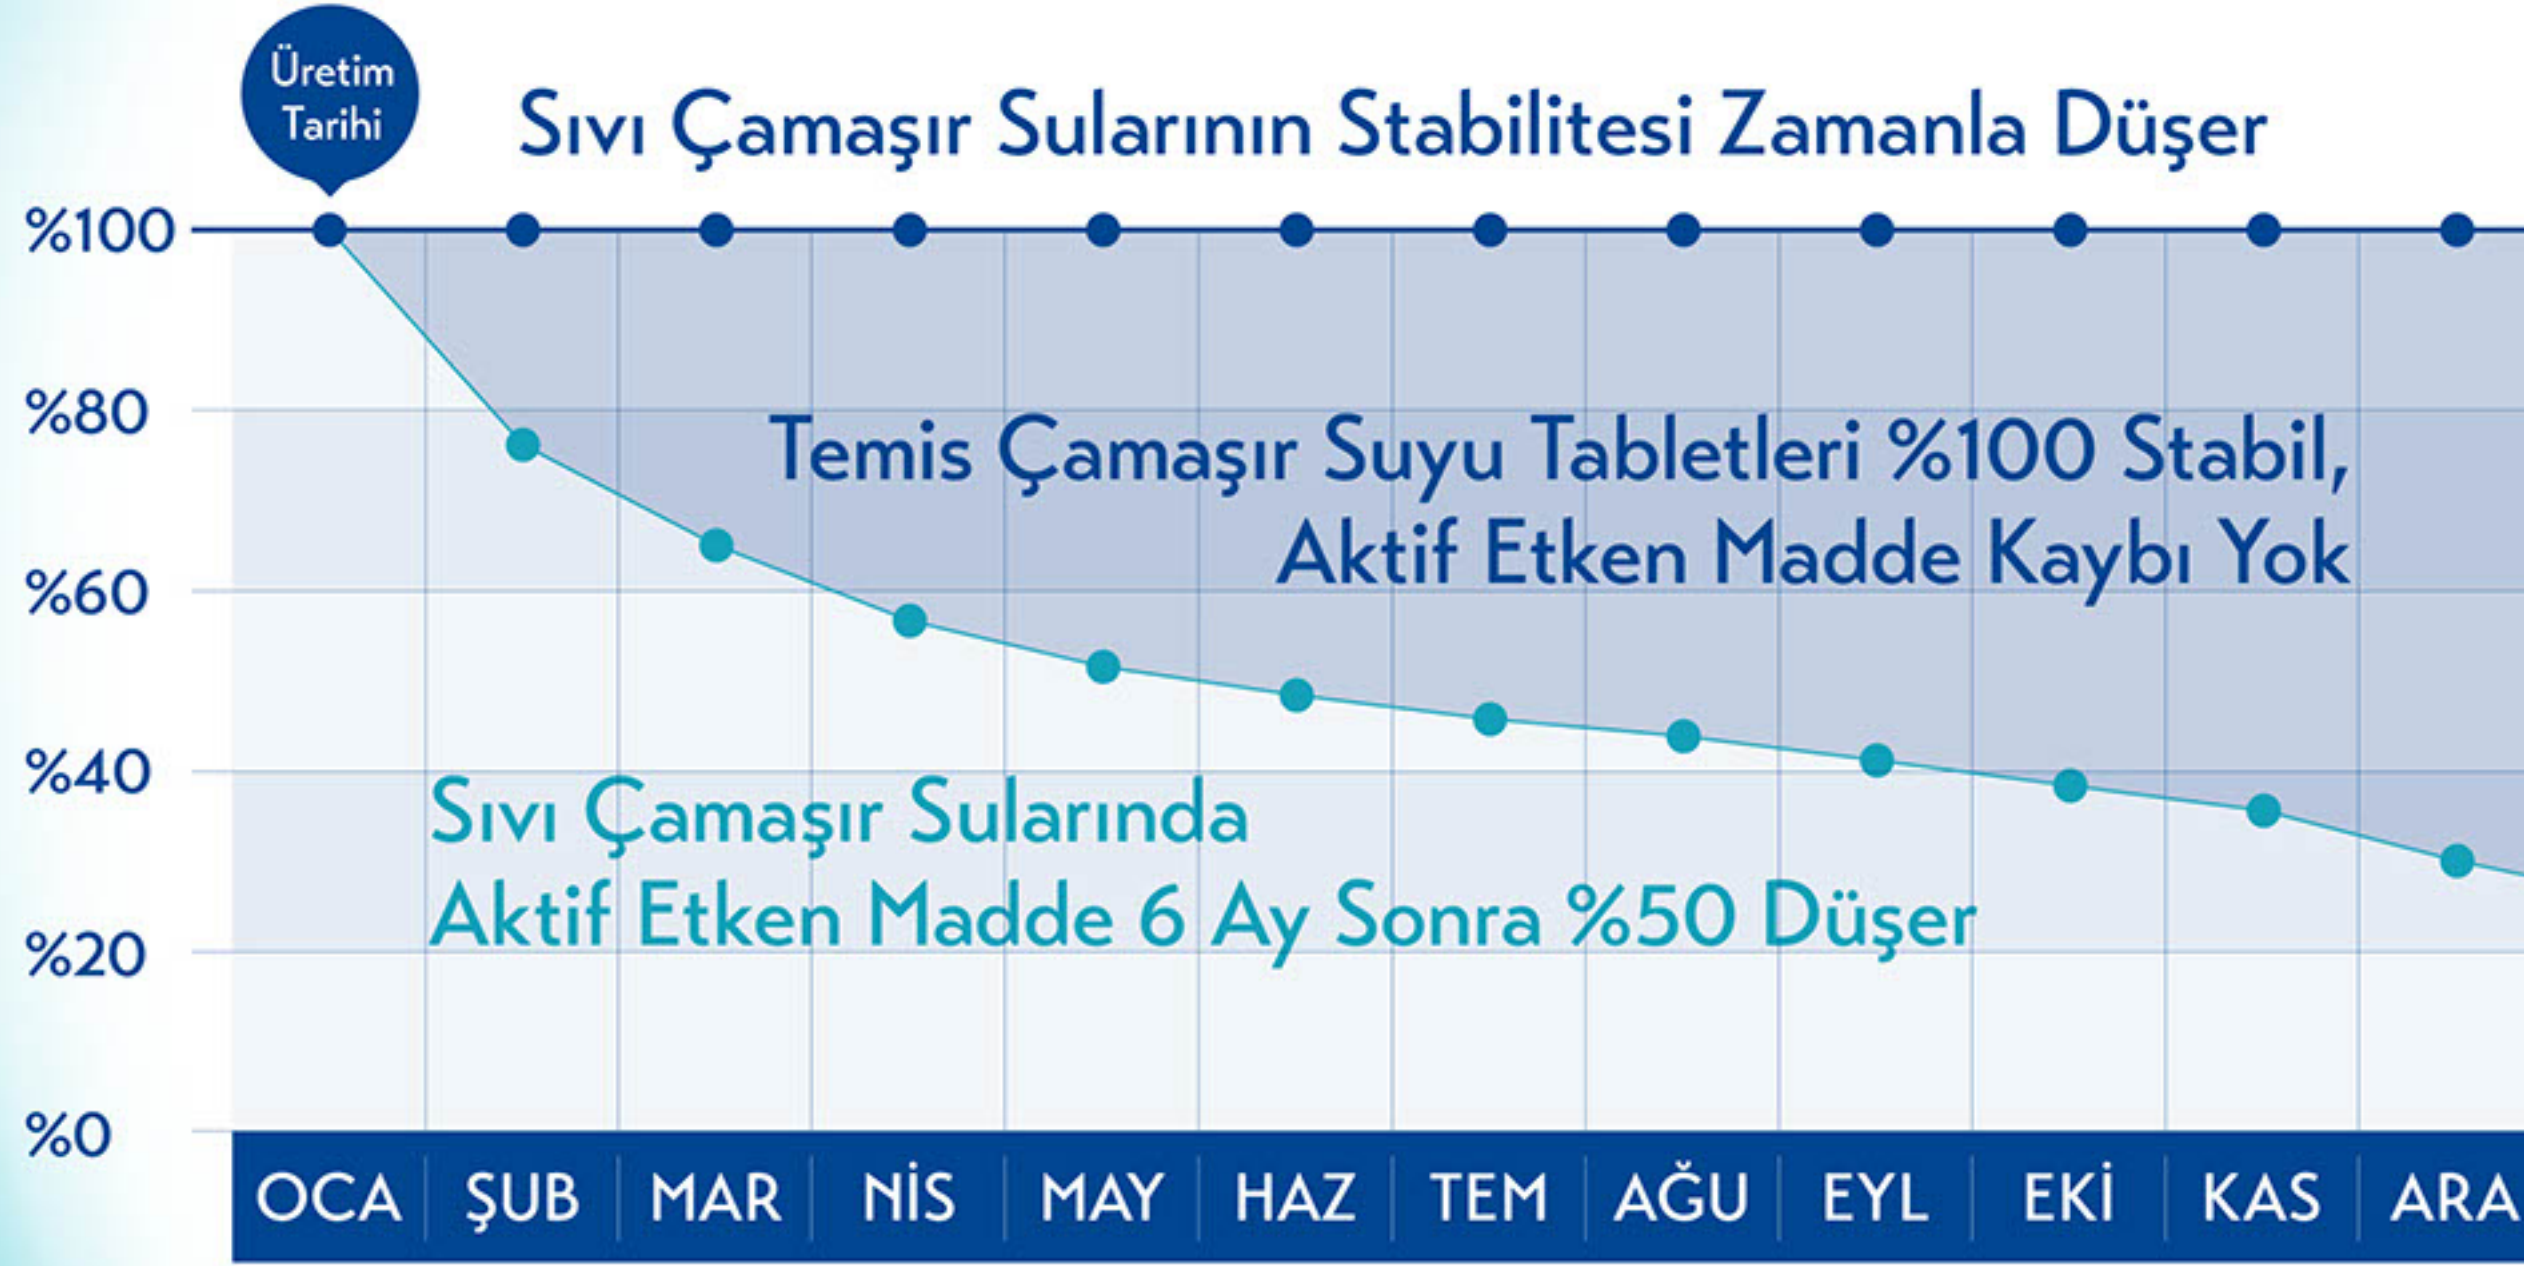 Üretim
Tarihi
Sıvı Çamaşır Sularının Stabilitesi Zamanla Düşer
%100
%80
Temis Çamaşır Suyu Tabletleri %100 Stabil,
Aktif Etken Madde Kaybı Yok
%60
%40
Sıvı Çamaşır Sularında
Aktif Etken Madde 6 Ay Sonra %50 Düşer
%20
%0
OCA ŞUB MAR NİS MAY HAZ TEM AĞU EYL EKİ KAS ARA